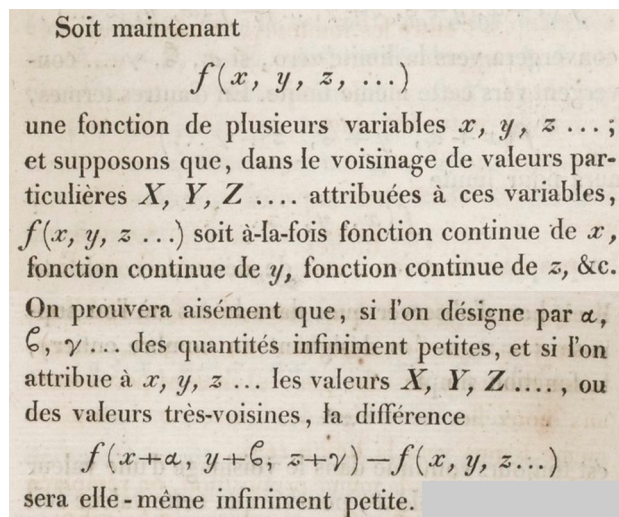 Soit maintenant
f(x, y, z, ...)
une fonction de plusieurs variables x, y, z ...;
et supposons que, dans le voisinage de valeurs par-
ticulières X, Y, Z .... attribuées à ces variables,
f(x, y, z ...) soit à-la-fois fonction continue de x,
fonction continue de y, fonction continue de z, &c.
On prouvera aisément que, si l'on désigne par α,
ϐ, γ ... des quantités infiniment petites, et si l'on
attribue à x, y, z ... les valeurs X, Y, Z...., ou
des valeurs très-voisines, la différence
f(x+α, y+ϐ, z+γ)—f(x, y, z...)
sera elle-même infiniment petite.